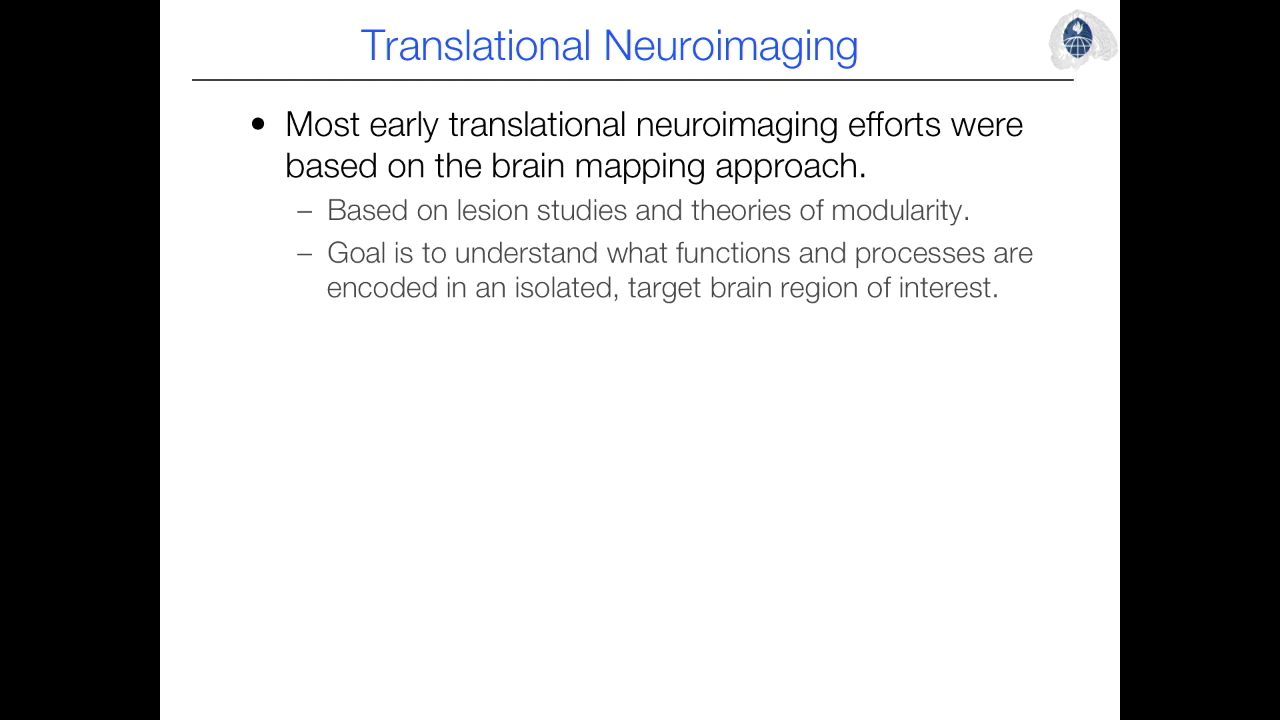 Translational Neuroimaging
• Most early translational neuroimaging efforts were
based on the brain mapping approach.
– Based on lesion studies and theories of modularity.
– Goal is to understand what functions and processes are
encoded in an isolated, target brain region of interest.